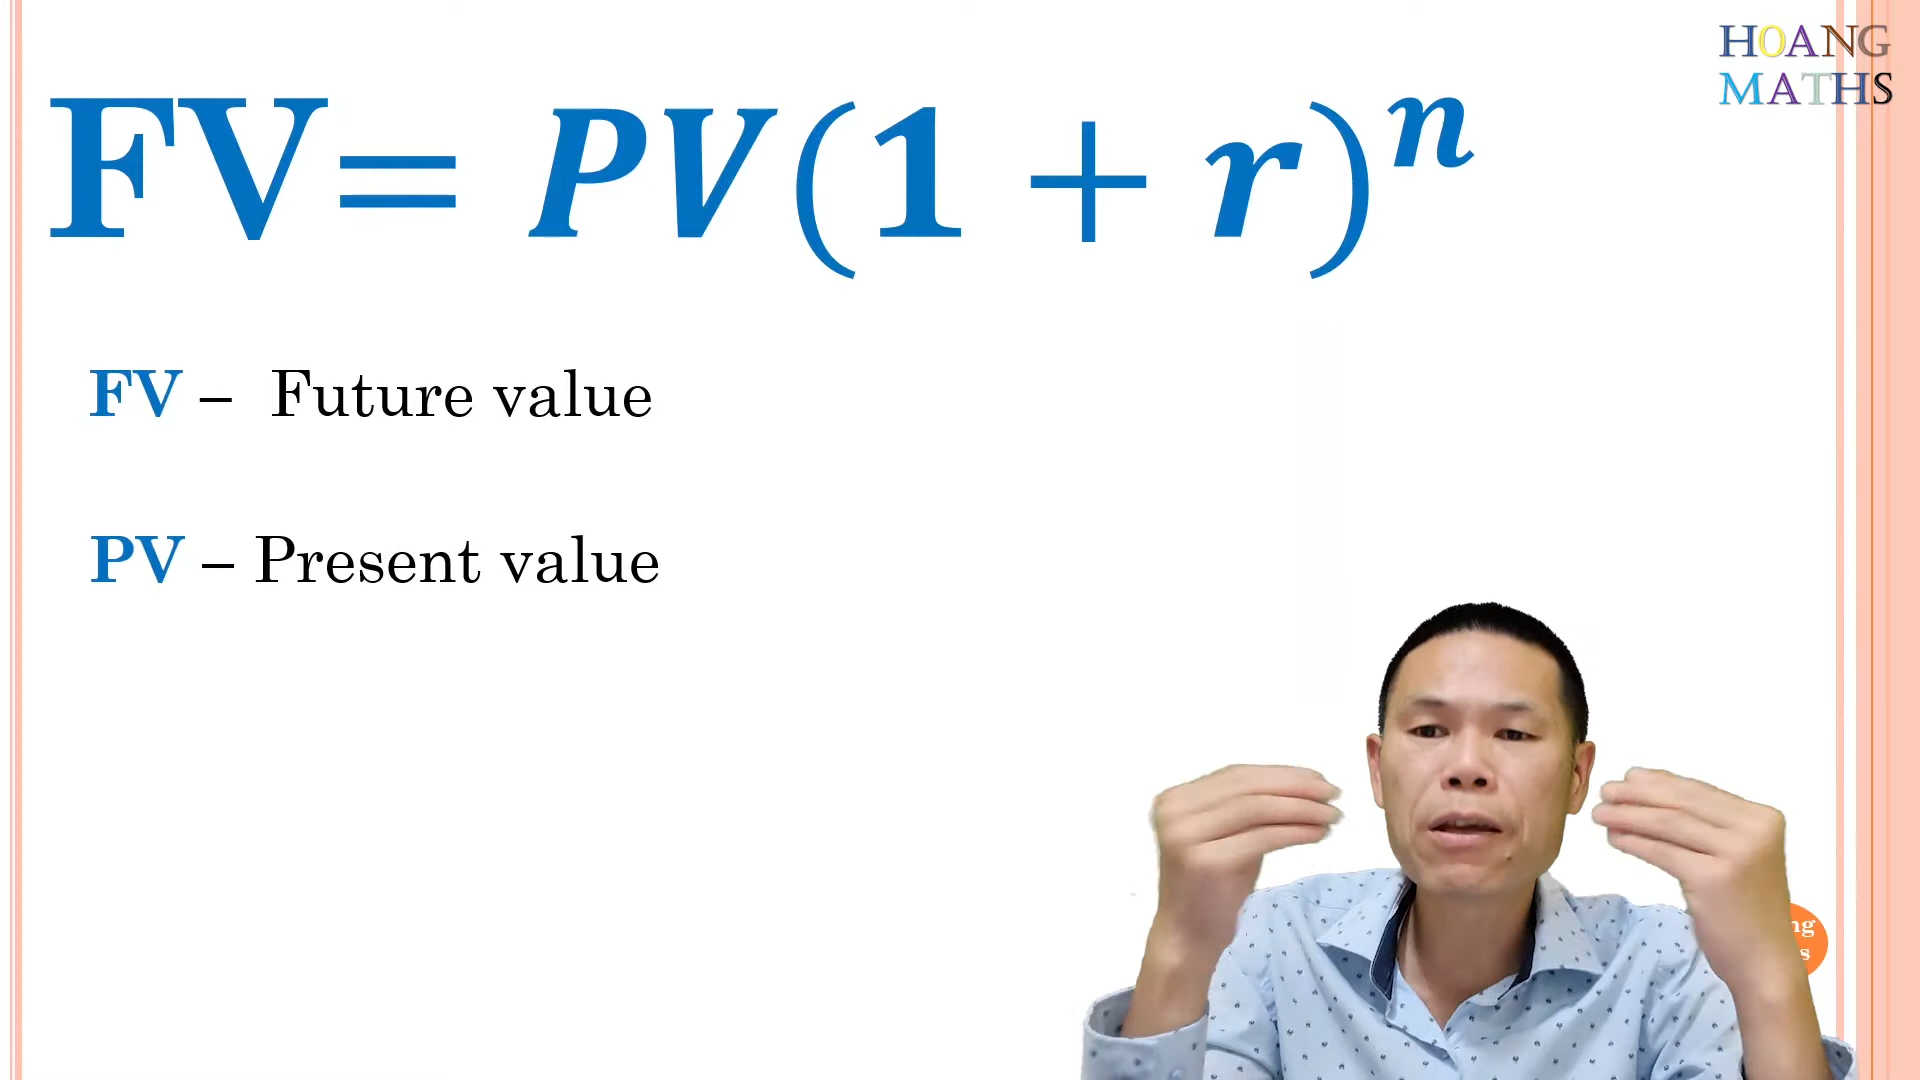 HOANG
MATHS
FV= PV(1 + r)ⁿ
FV – Future value
PV – Present value